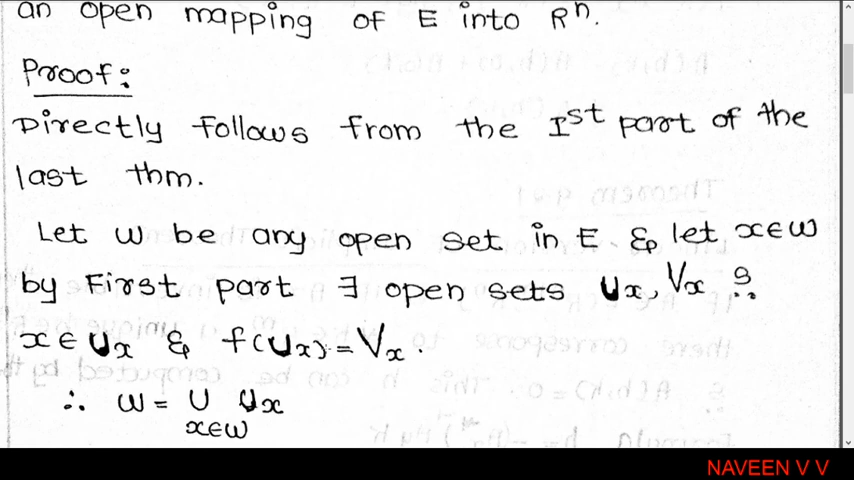 an open mapping of E into Rⁿ.
Proof:
Directly follows from the Iˢᵗ part of the
last thm.
Let W be any open set in E & let x∈W
by First part ∃ open sets Uₓ, Vₓ ∋:
x∈Uₓ & f(Uₓ)=Vₓ.
∴ W = ∪ Uₓ
x∈W
NAVEEN V V